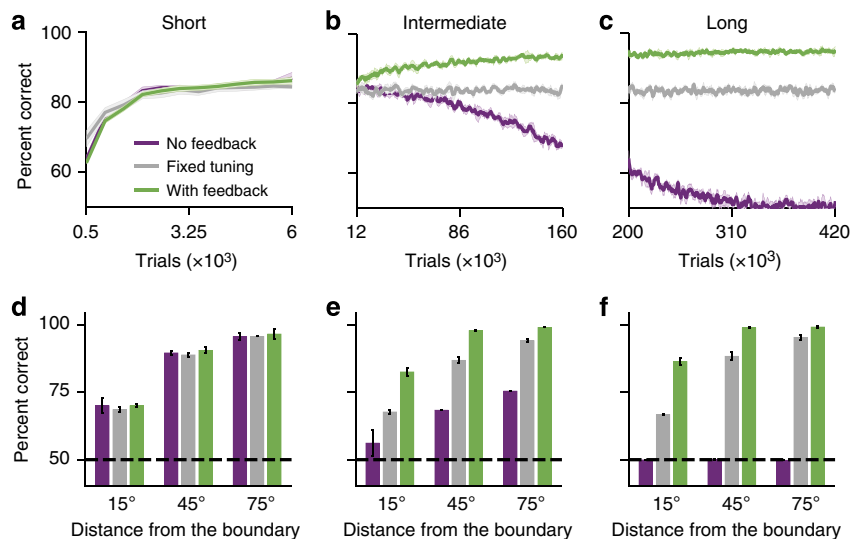 a Short
b Intermediate
c Long
Percent correct
100
80
60
No feedback
Fixed tuning
With feedback
0.5 3.25 6
12 86 160
200 310 420
Trials (×10³)
Trials (×10³)
Trials (×10³)
d
e
f
Percent correct
100
75
50
15° 45° 75°
15° 45° 75°
15° 45° 75°
Distance from the boundary
Distance from the boundary
Distance from the boundary